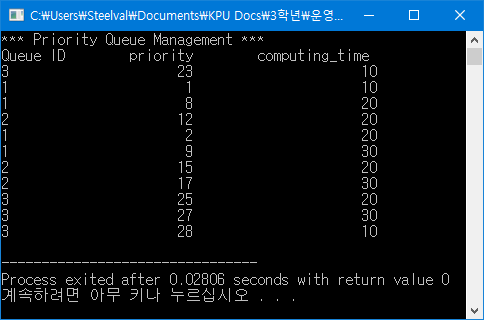 C:₩Users₩Steelval₩Documents₩KPU Docs₩3학년₩운영...
*** Priority Queue Management ***
Queue ID priority computing_time
3 23 10
1 1 10
1 8 20
2 12 20
1 2 20
1 9 30
2 15 20
2 17 30
3 25 20
3 27 30
3 28 10
--------------------------------
Process exited after 0.02806 seconds with return value 0
계속하려면 아무 키나 누르십시오 . . .